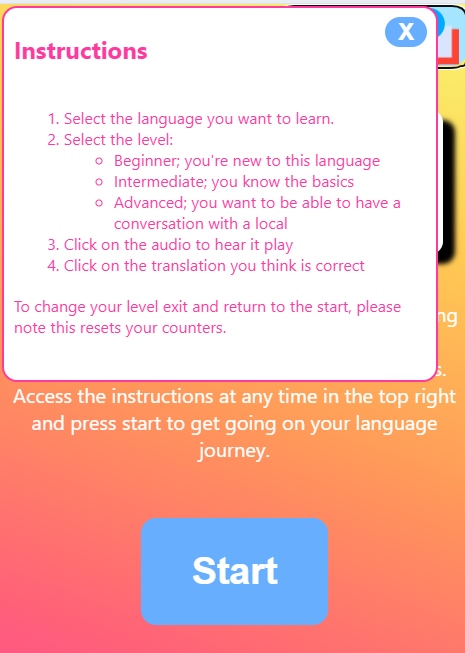 X
Instructions
1. Select the language you want to learn.
2. Select the level:
○ Beginner; you're new to this language
○ Intermediate; you know the basics
○ Advanced; you want to be able to have a
conversation with a local
3. Click on the audio to hear it play
4. Click on the translation you think is correct
To change your level exit and return to the start, please
note this resets your counters.
Access the instructions at any time in the top right
and press start to get going on your language
journey.
Start